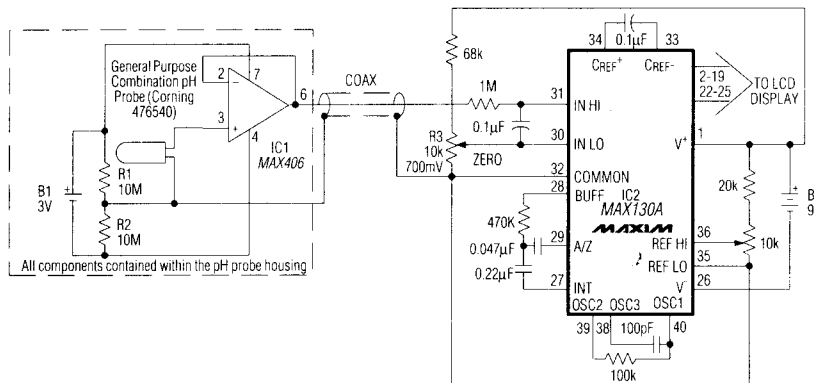 General Purpose
Combination pH
Probe (Corning
476540)
2
3
7
4
6
IC1
MAX406
B1
3V
R1
10M
R2
10M
All components contained within the pH probe housing
COAX
68k
R3
10k
700mV
ZERO
1M
0.1µF
470K
0.047µF
0.22µF
0.1µF
34
33
CREF+
CREF-
31
IN HI
30
IN LO
32
COMMON
28
BUFF
IC2
MAX130A
MAXIM
29
A/Z
27
INT
OSC2
OSC3
OSC1
39
38
40
100pF
100k
2-19
22-25
TO LCD
DISPLAY
1
V+
36
REF HI
35
REF LO
26
V-
20k
10k
B
9